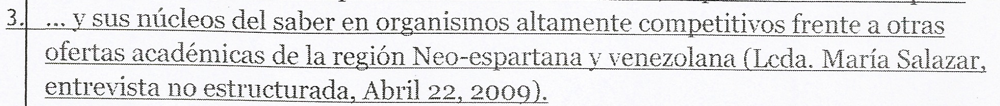 3. ... y sus núcleos del saber en organismos altamente competitivos frente a otras
ofertas académicas de la región Neo-espartana y venezolana (Lcda. María Salazar,
entrevista no estructurada, Abril 22, 2009).